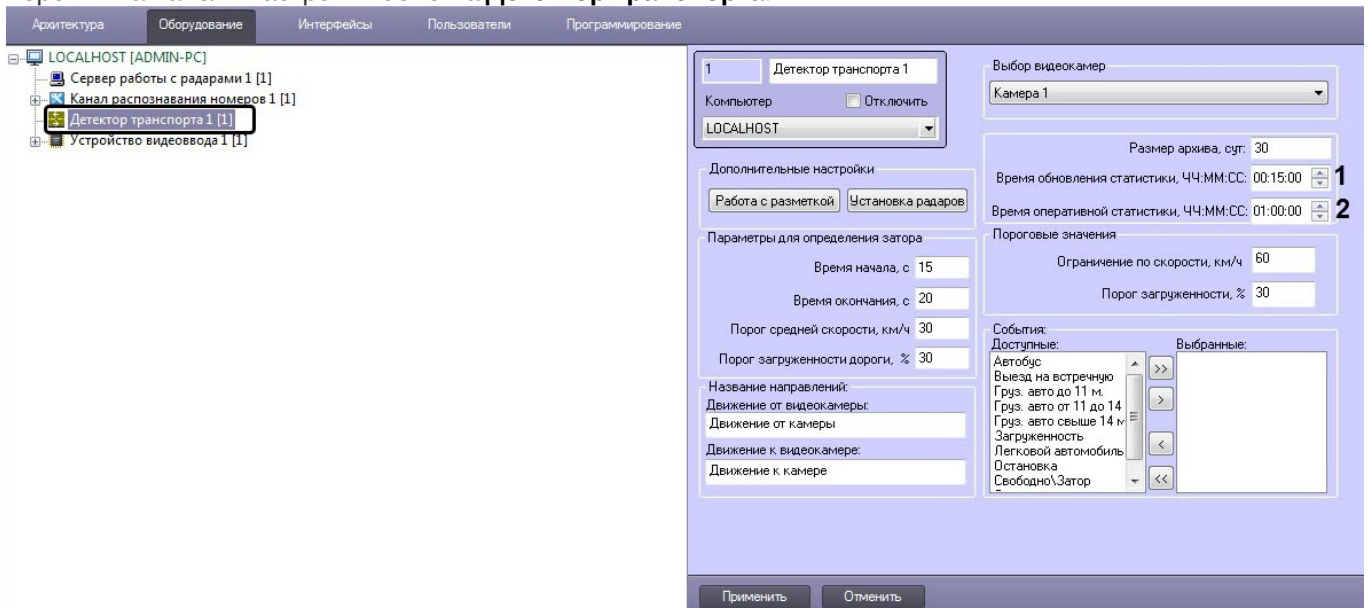 Архитектура Оборудование Интерфейсы Пользователи Программирование
LOCALHOST [ADMIN-PC]
Сервер работы с радарами 1 [1]
Канал распознавания номеров 1 [1]
Детектор транспорта 1 [1]
Устройство видеоввода 1 [1]
1 Детектор транспорта 1
Компьютер Отключить
LOCALHOST
Дополнительные настройки
Работа с разметкой Установка радаров
Параметры для определения затора
Время начала, с 15
Время окончания, с 20
Порог средней скорости, км/ч 30
Порог загруженности дороги, % 30
Название направлений:
Движение от видеокамеры:
Движение от камеры
Движение к видеокамере:
Движение к камере
Выбор видеокамер
Камера 1
Размер архива, сут: 30
Время обновления статистики, ЧЧ:ММ:СС: 00:15:00 1
Время оперативной статистики, ЧЧ:ММ:СС: 01:00:00 2
Пороговые значения
Ограничение по скорости, км/ч 60
Порог загруженности, % 30
События:
Доступные: Выбранные:
Автобус
Выезд на встречную
Груз. авто до 11 м.
Груз. авто от 11 до 14
Груз. авто свыше 14 м
Загруженность
Легковой автомобиль
Остановка
Свободно\Затор
>>
>
<
<<
Применить Отменить